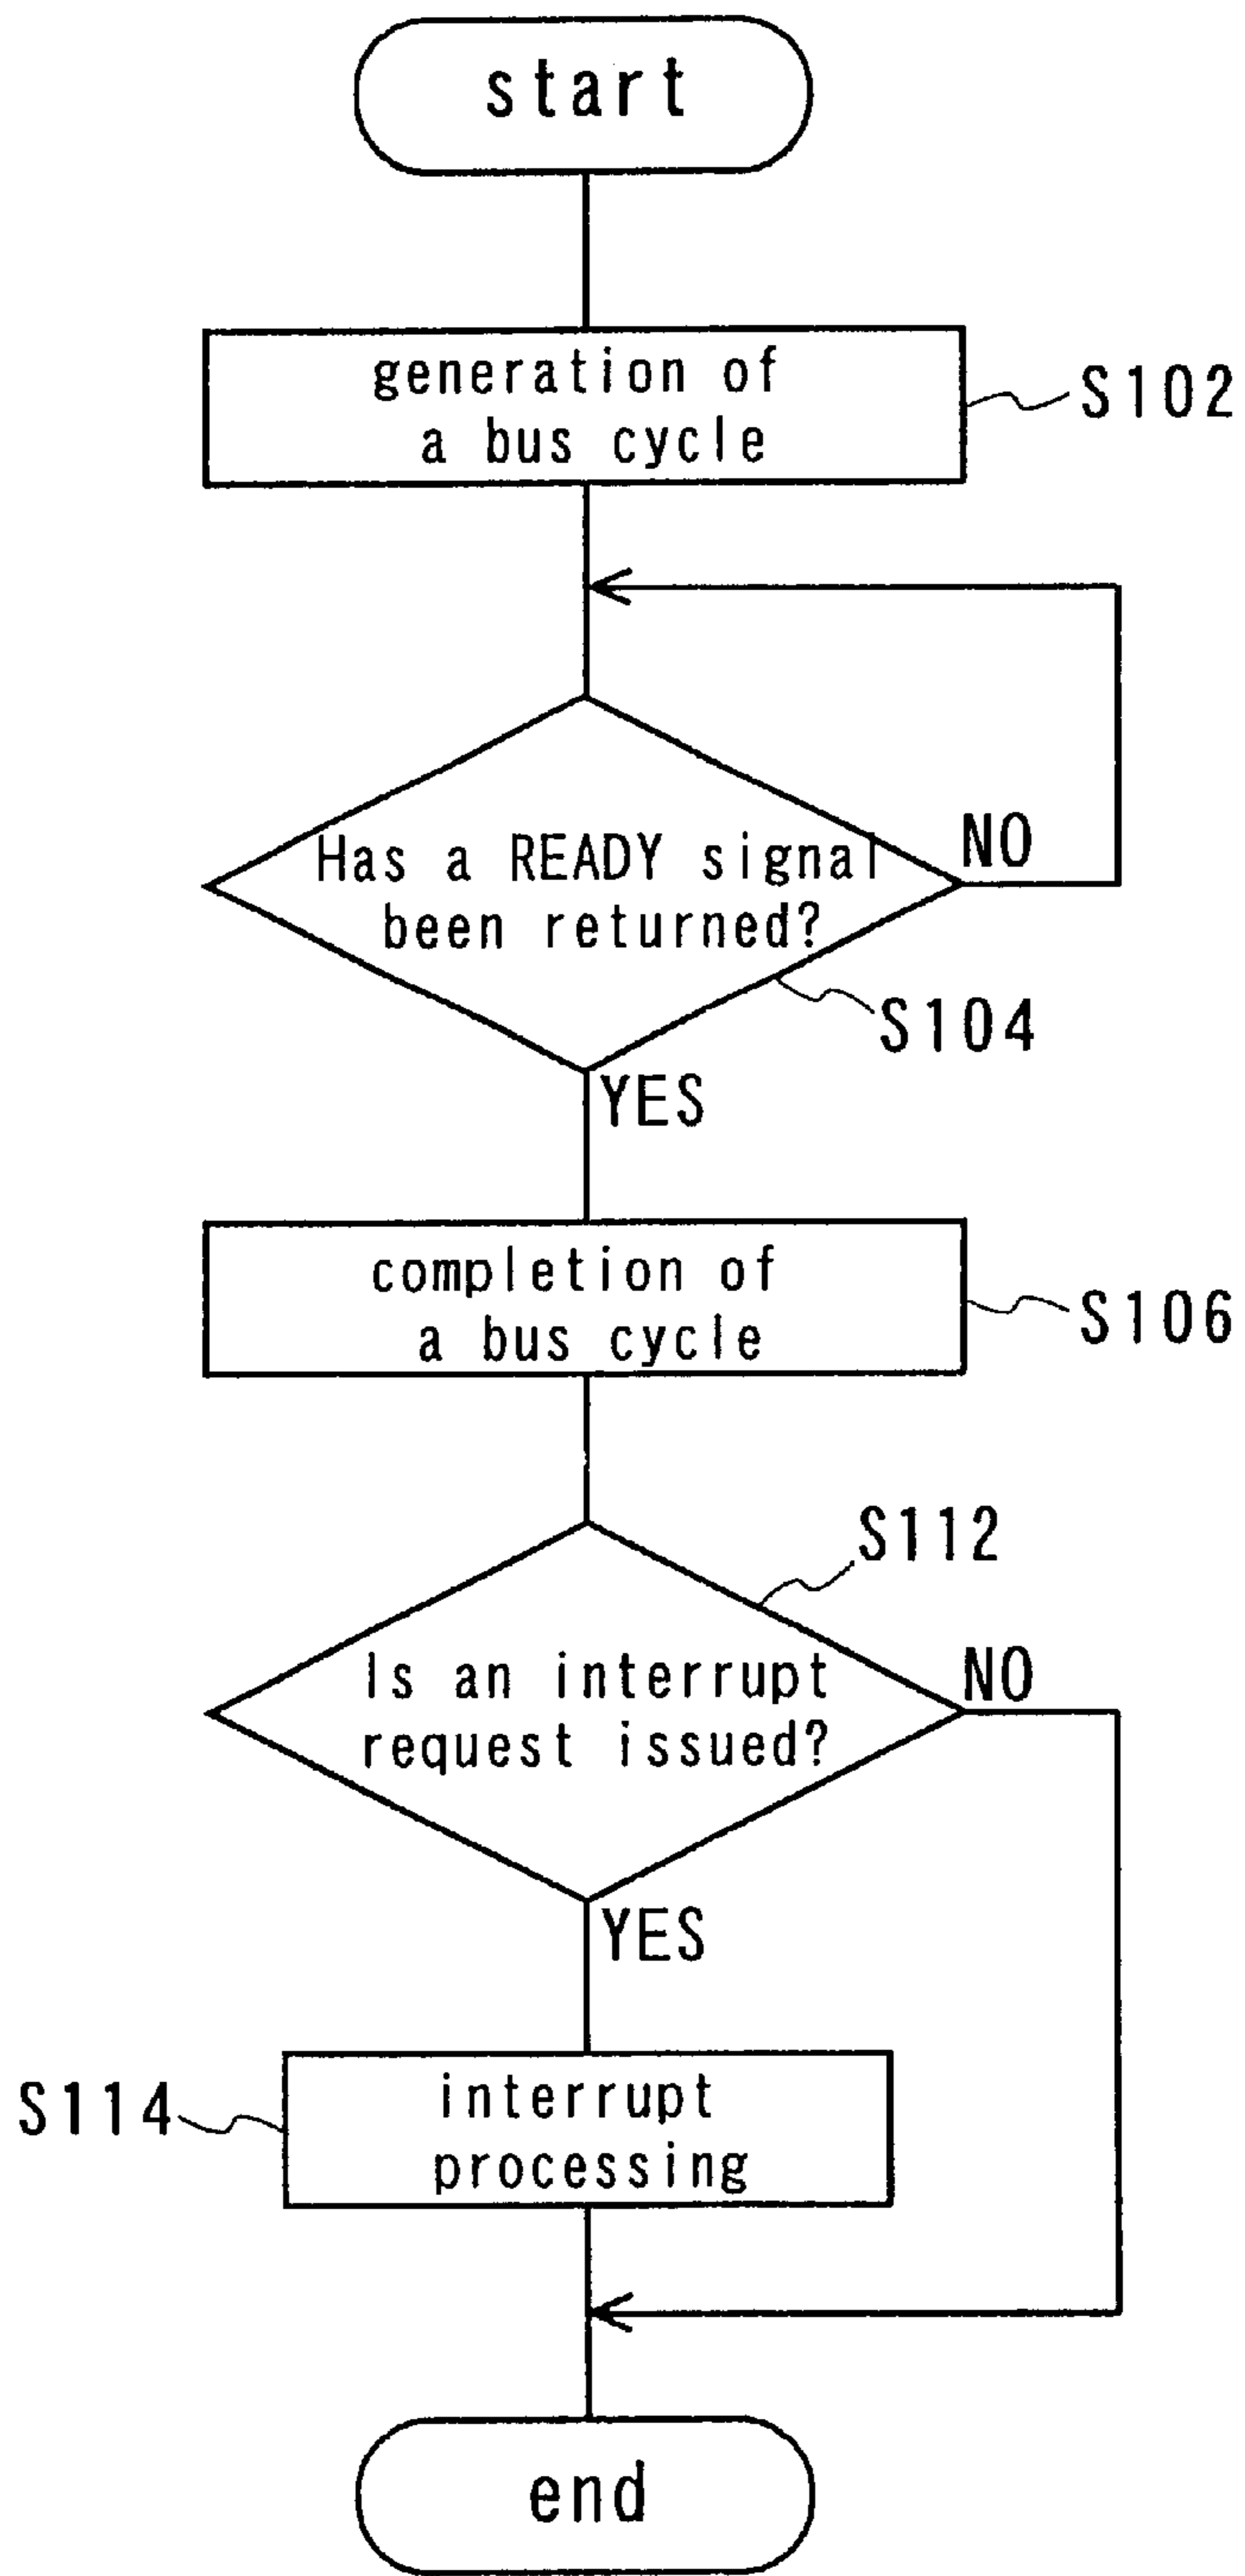 start
generation of
a bus cycle
S102
Has a READY signal
been returned?
NO
S104
YES
completion of
a bus cycle
S106
S112
Is an interrupt
request issued?
NO
YES
S114
interrupt
processing
end